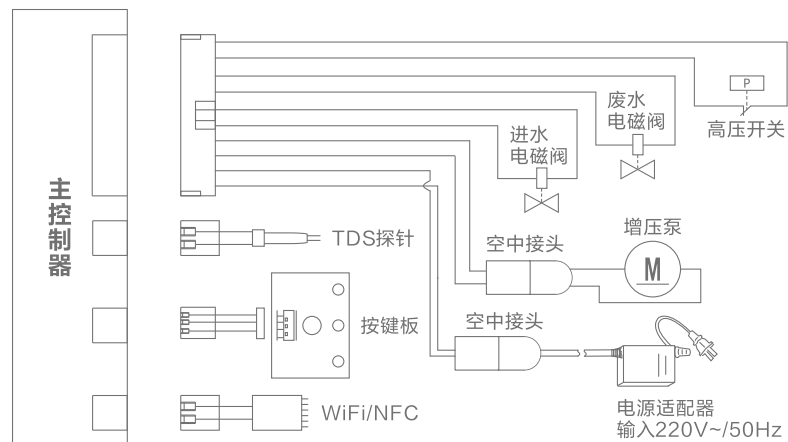 主控制器
P
高压开关
废水
电磁阀
进水
电磁阀
TDS探针
空中接头
增压泵
M
按键板
空中接头
WiFi/NFC
电源适配器
输入220V~/50Hz